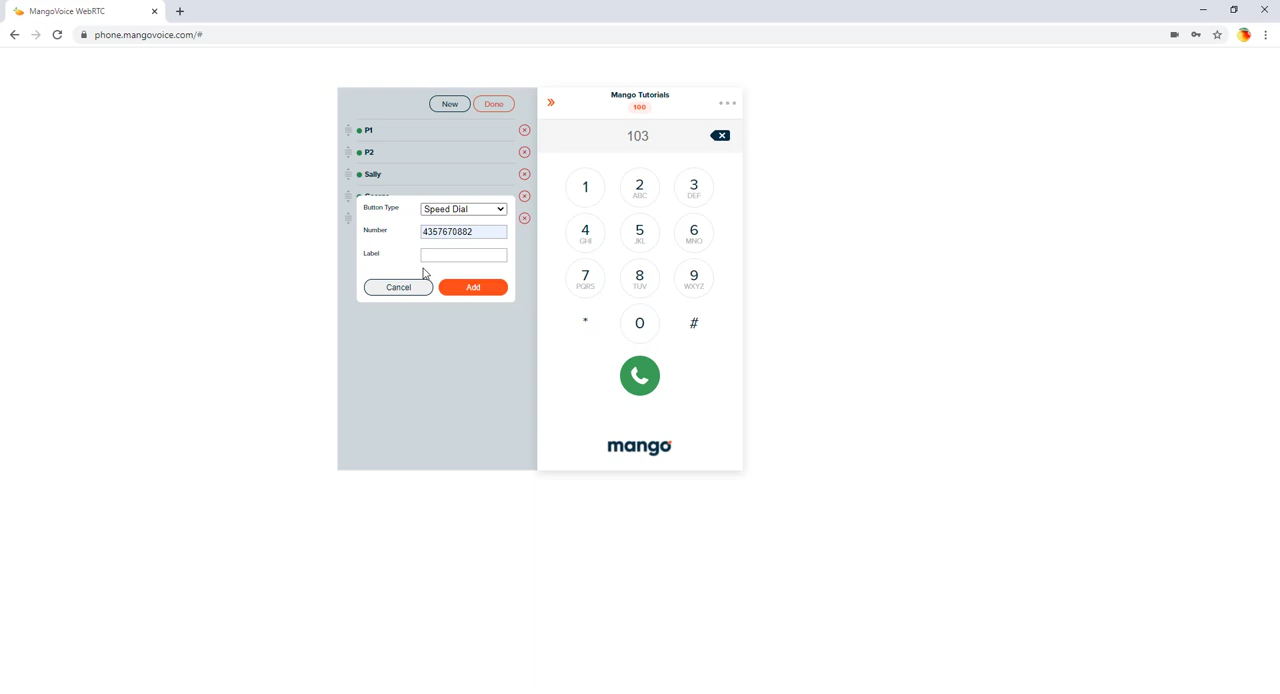 MangoVoice WebRTC
phone.mangovoice.com/#
New Done
P1
P2
Sally
Button Type Speed Dial
Number 4357670882
Label
Cancel Add
Mango Tutorials
100
103
1
2 ABC
3 DEF
4 GHI
5 JKL
6 MNO
7 PQRS
8 TUV
9 WXYZ
*
0
#
mango